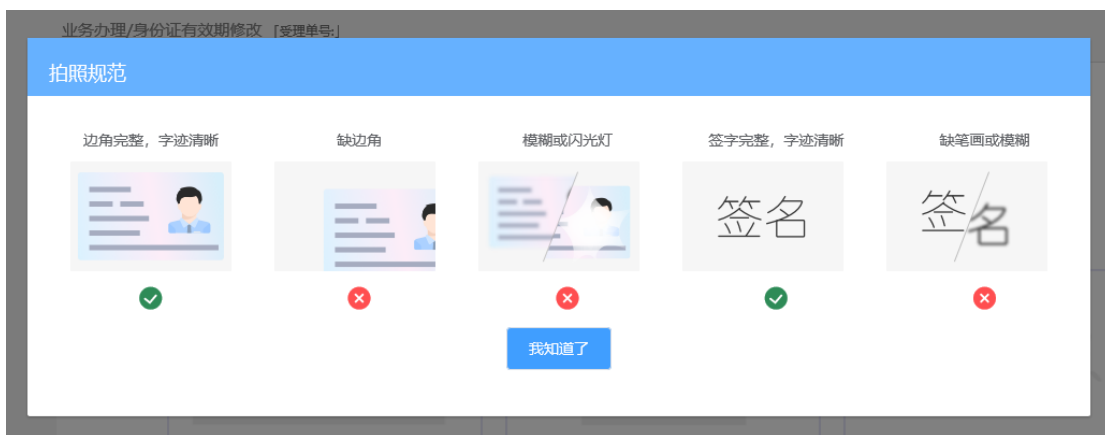 业务办理/身份证有效期修改 「受理单号:」
拍照规范
边角完整，字迹清晰
缺边角
模糊或闪光灯
签字完整，字迹清晰
缺笔画或模糊
签名
签名
我知道了